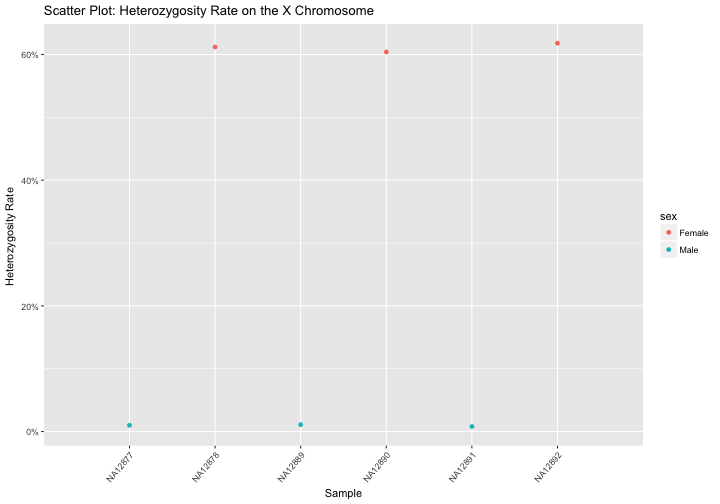 Scatter Plot: Heterozygosity Rate on the X Chromosome
60%
40%
20%
0%
Heterozygosity Rate
NA12877
NA12878
NA12889
NA12890
NA12891
NA12892
Sample
sex
Female
Male